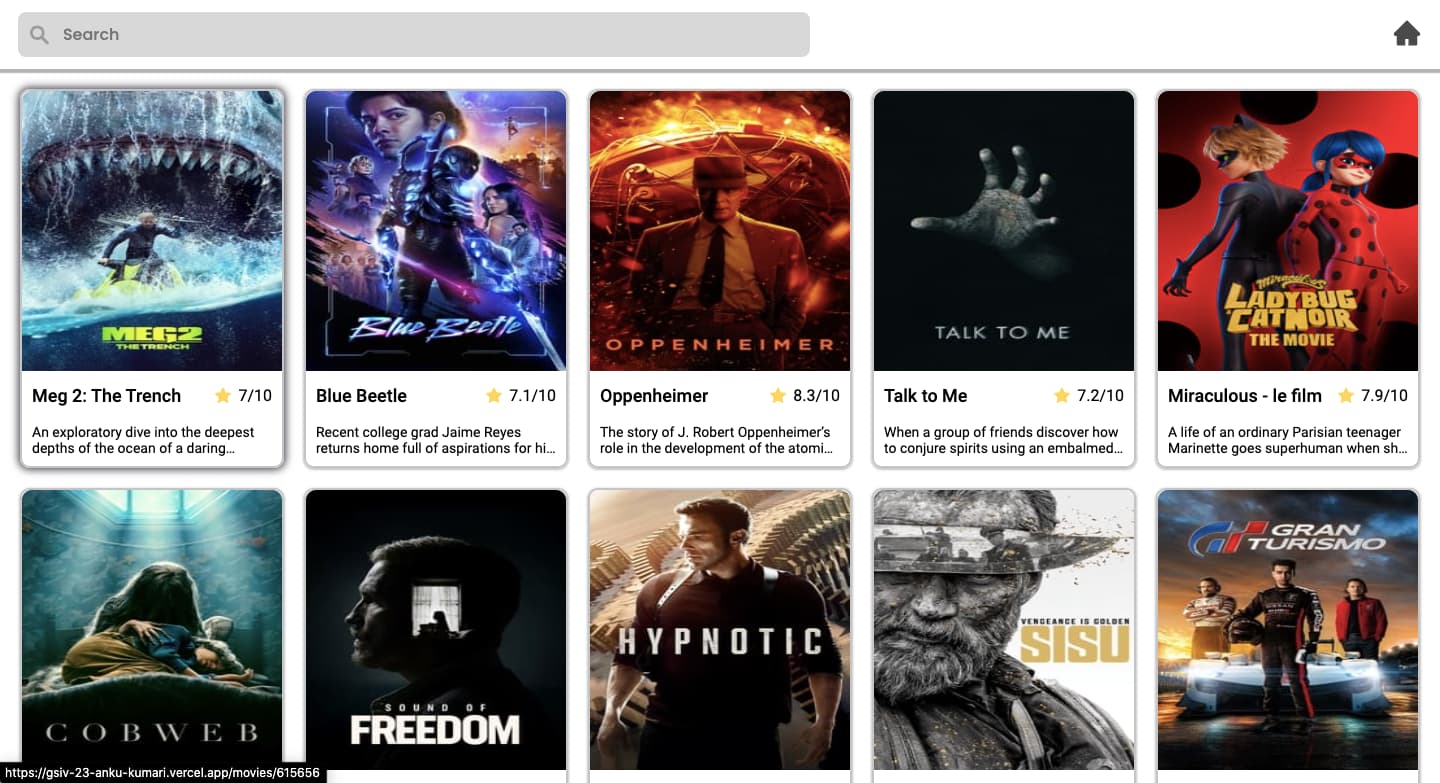 Search
MEG2
THE TRENCH
Blue Beetle
OPPENHEIMER
TALK TO ME
miraculous
LADYBUG
CATNOIR
THE MOVIE
Meg 2: The Trench 7/10
An exploratory dive into the deepest
depths of the ocean of a daring...
Blue Beetle 7.1/10
Recent college grad Jaime Reyes
returns home full of aspirations for hi...
Oppenheimer 8.3/10
The story of J. Robert Oppenheimer’s
role in the development of the atomi...
Talk to Me 7.2/10
When a group of friends discover how
to conjure spirits using an embalmed...
Miraculous - le film 7.9/10
A life of an ordinary Parisian teenager
Marinette goes superhuman when sh...
COBWEB
SOUND OF
FREEDOM
HYPNOTIC
VENGEANCE IS GOLDEN
SISU
GRAN
TURISMO
NISSAN
https://gsiv-23-anku-kumari.vercel.app/movies/615656